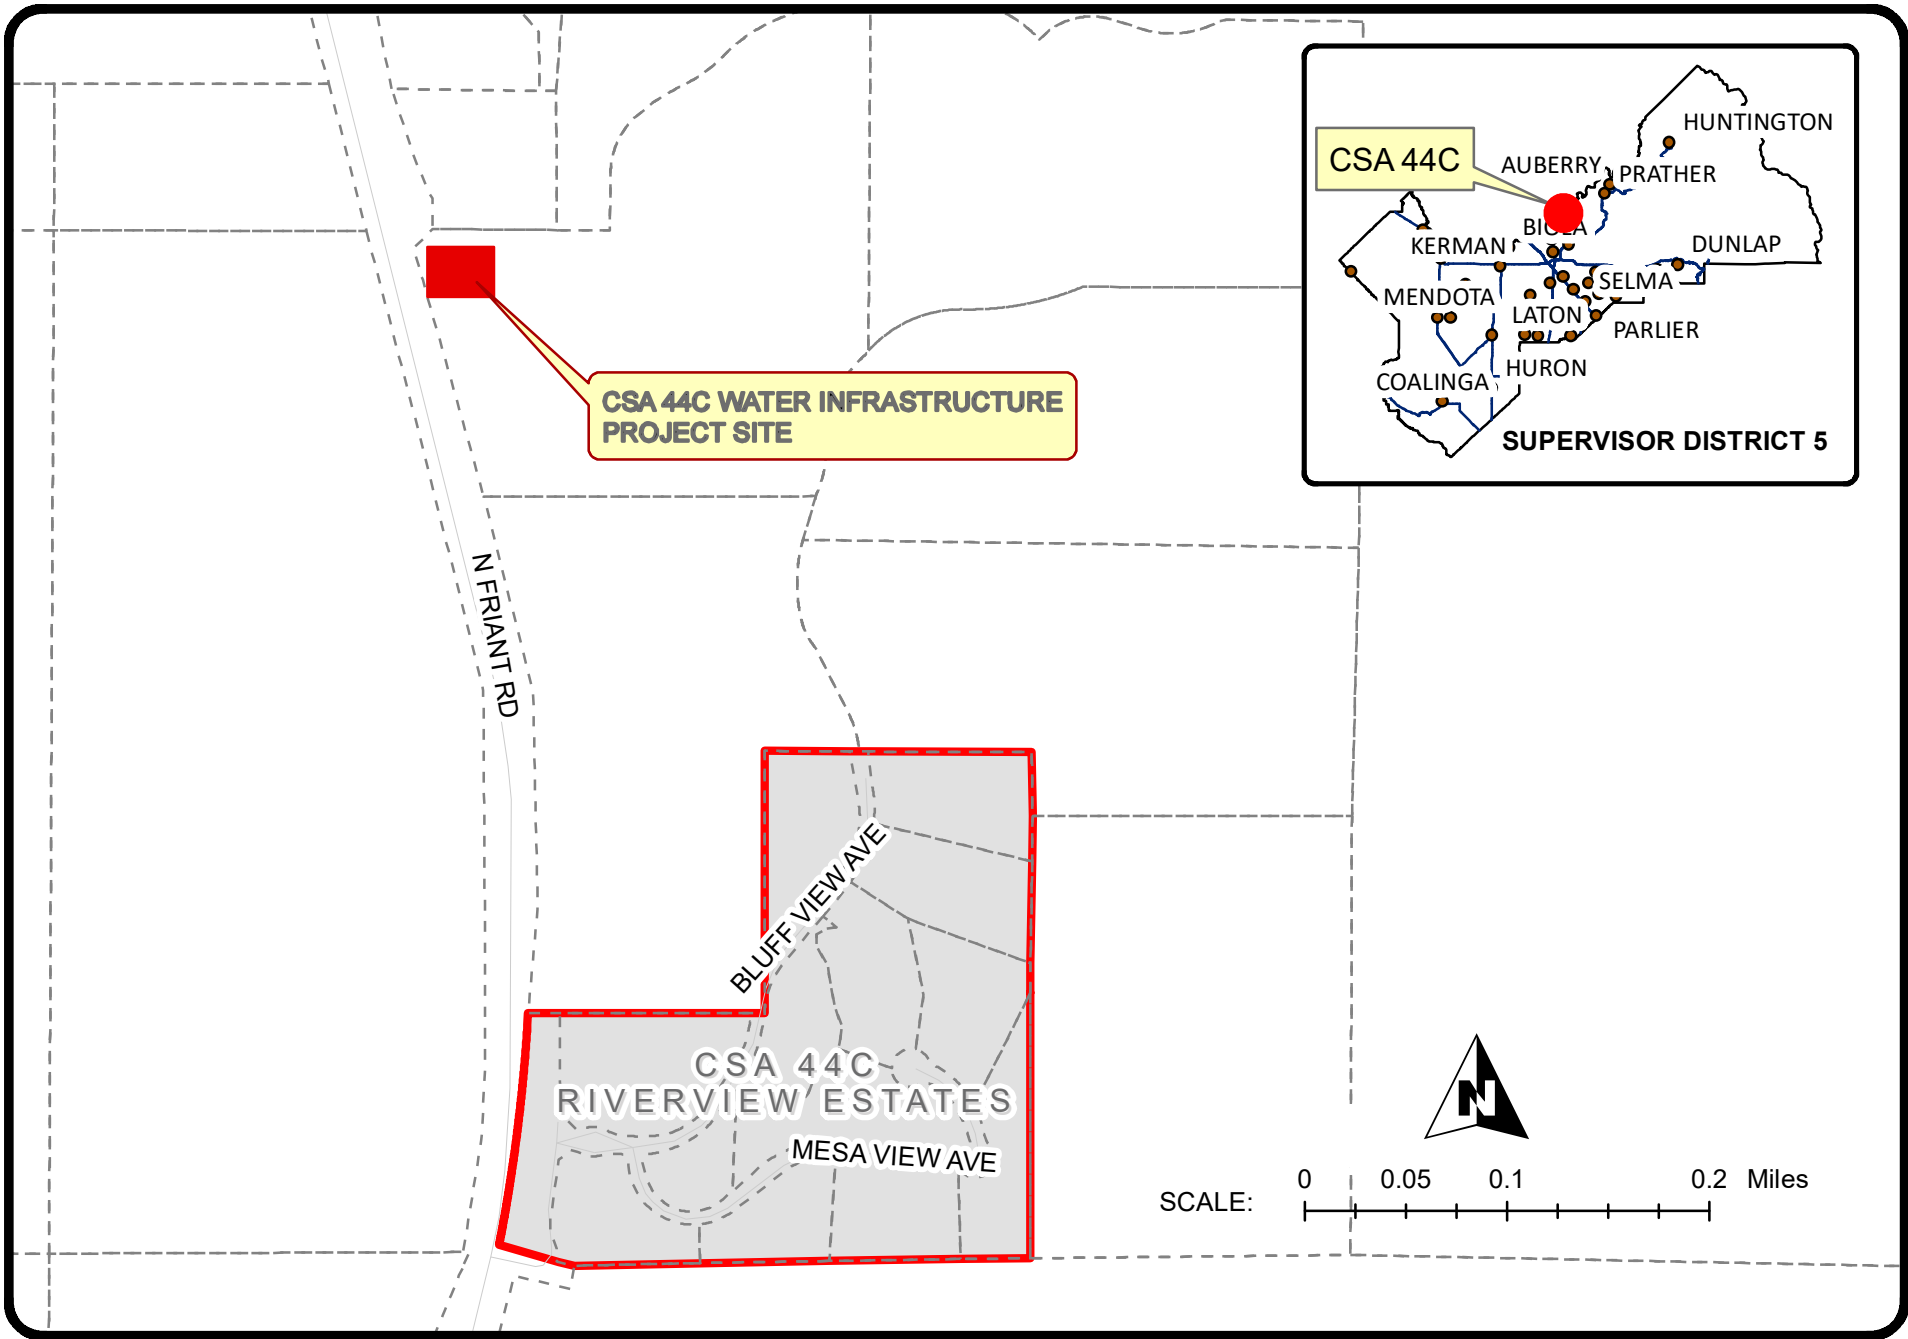 HUNTINGTON
CSA 44C
AUBERRY
PRATHER
BIOLA
KERMAN
DUNLAP
SELMA
MENDOTA
LATON
PARLIER
HURON
COALINGA
SUPERVISOR DISTRICT 5
CSA 44C WATER INFRASTRUCTURE
PROJECT SITE
N FRIANT RD
BLUFF VIEW AVE
CSA 44C
RIVERVIEW ESTATES
MESA VIEW AVE
N
SCALE:
0 0.05 0.1 0.2 Miles